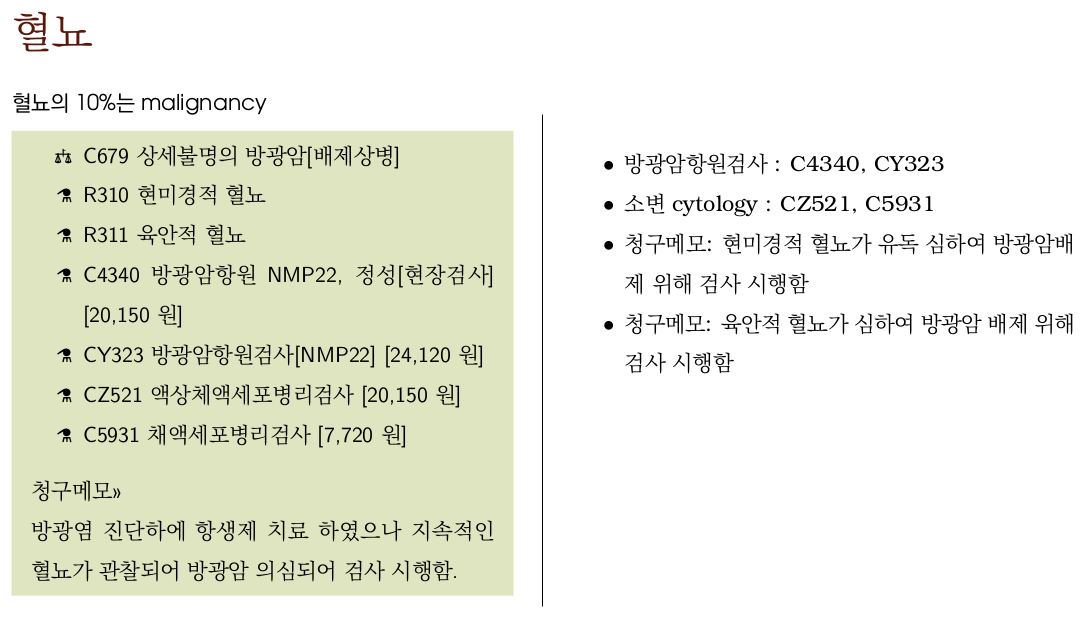 혈뇨
혈뇨의 10%는 malignancy
C679 상세불명의 방광암[배제상병]
R310 현미경적 혈뇨
R311 육안적 혈뇨
C4340 방광암항원 NMP22, 정성[현장검사]
[20,150 원]
CY323 방광암항원검사[NMP22] [24,120 원]
CZ521 액상체액세포병리검사 [20,150 원]
C5931 채액세포병리검사 [7,720 원]
청구메모»
방광염 진단하에 항생제 치료 하였으나 지속적인
혈뇨가 관찰되어 방광암 의심되어 검사 시행함.
• 방광암항원검사 : C4340, CY323
• 소변 cytology : CZ521, C5931
• 청구메모: 현미경적 혈뇨가 유독 심하여 방광암배
제 위해 검사 시행함
• 청구메모: 육안적 혈뇨가 심하여 방광암 배제 위해
검사 시행함